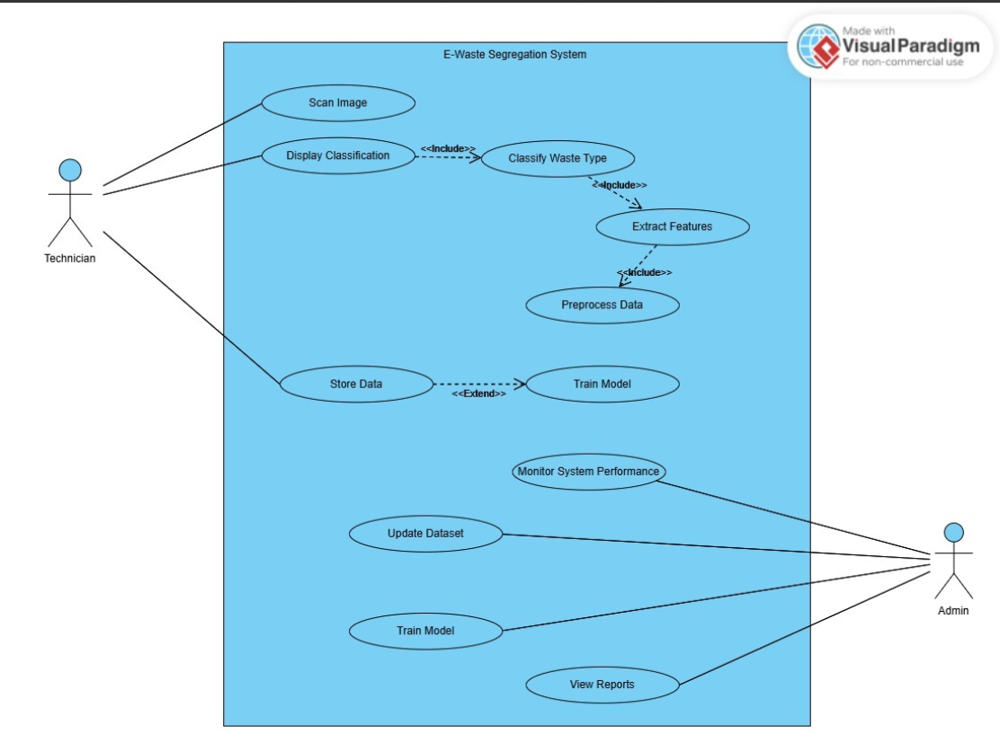 Made with
Visual Paradigm
For non-commercial use
E-Waste Segregation System
Scan Image
Display Classification
<<Include>>
Classify Waste Type
<<Include>>
Extract Features
<<Include>>
Preprocess Data
Technician
Store Data
<<Extend>>
Train Model
Monitor System Performance
Update Dataset
Train Model
View Reports
Admin